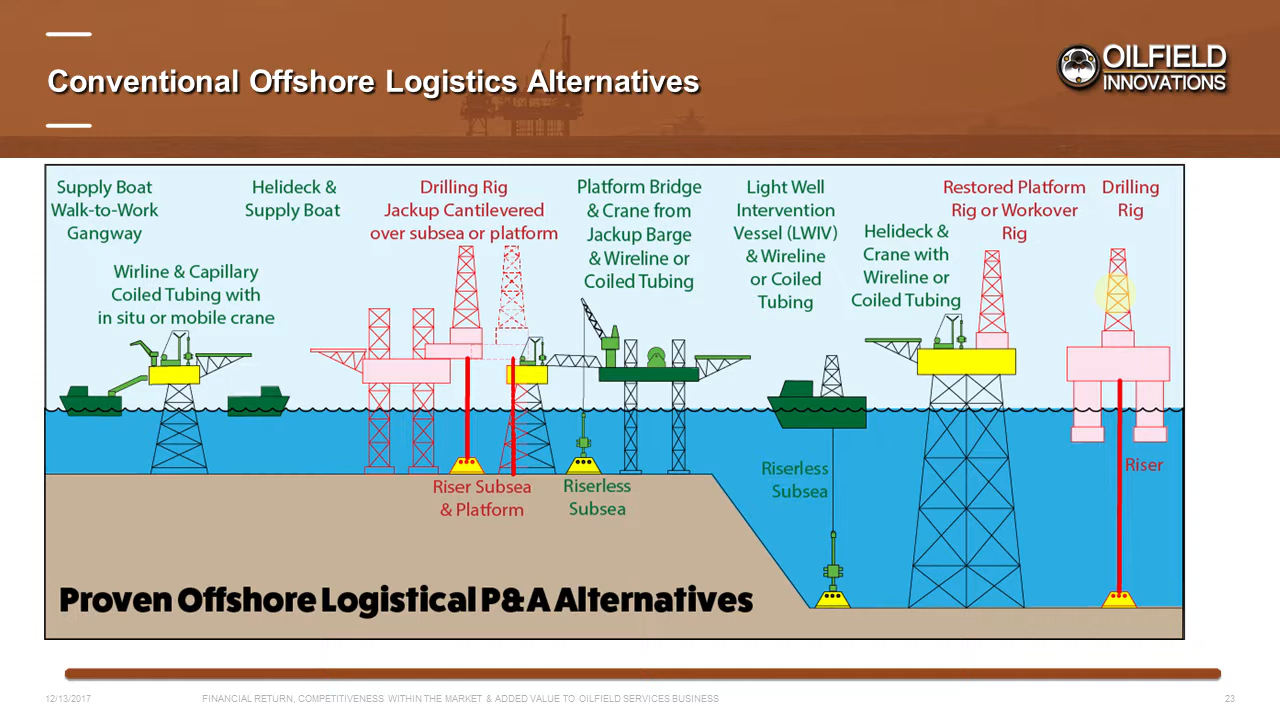 Conventional Offshore Logistics Alternatives
OILFIELD
INNOVATIONS
Supply Boat
Walk-to-Work
Gangway
Helideck &
Supply Boat
Wirline & Capillary
Coiled Tubing with
in situ or mobile crane
Drilling Rig
Jackup Cantilevered
over subsea or platform
Platform Bridge
& Crane from
Jackup Barge
& Wireline or
Coiled Tubing
Light Well
Intervention
Vessel (LWIV)
& Wireline
or Coiled
Tubing
Helideck &
Crane with
Wireline or
Coiled Tubing
Restored Platform
Rig or Workover
Rig
Drilling
Rig
Riser Subsea
& Platform
Riserless
Subsea
Riserless
Subsea
Riser
Proven Offshore Logistical P&A Alternatives
12/13/2017
FINANCIAL RETURN, COMPETITIVENESS WITHIN THE MARKET & ADDED VALUE TO OILFIELD SERVICES BUSINESS
23